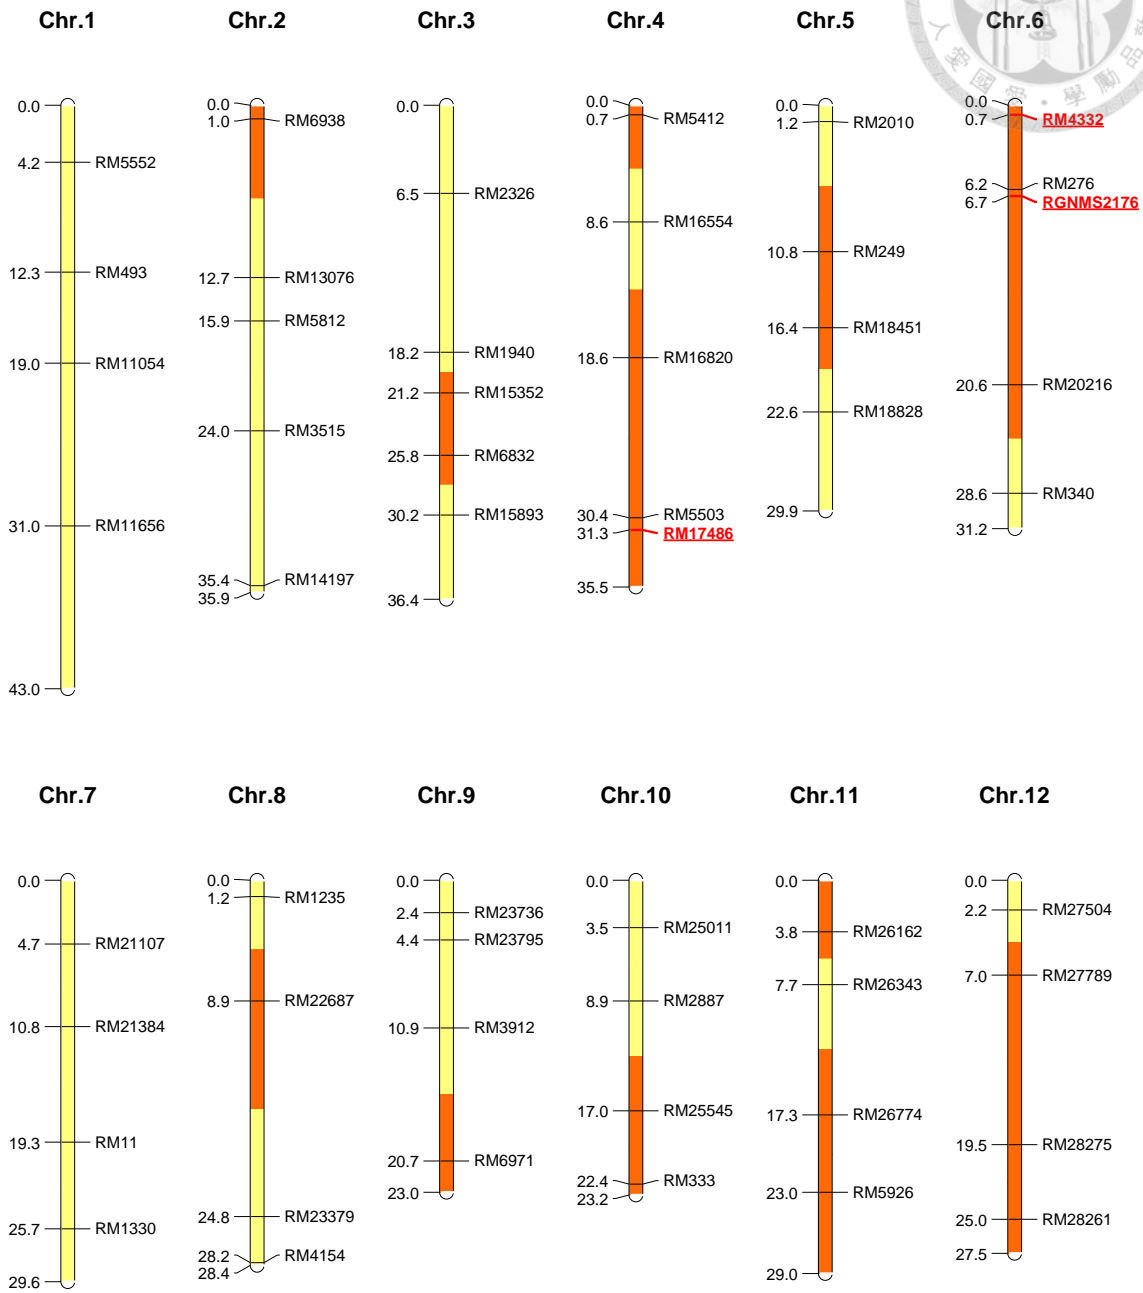 Chr.1
0.0
4.2 RM5552
12.3 RM493
19.0 RM11054
31.0 RM11656
43.0
Chr.2
0.0
1.0 RM6938
12.7 RM13076
15.9 RM5812
24.0 RM3515
35.4 RM14197
35.9
Chr.3
0.0
6.5 RM2326
18.2 RM1940
21.2 RM15352
25.8 RM6832
30.2 RM15893
36.4
Chr.4
0.0
0.7 RM5412
8.6 RM16554
18.6 RM16820
30.4 RM5503
31.3 RM17486
35.5
Chr.5
0.0
1.2 RM2010
10.8 RM249
16.4 RM18451
22.6 RM18828
29.9
Chr.6
0.0
0.7 RM4332
6.2 RM276
6.7 RGNMS2176
20.6 RM20216
28.6 RM340
31.2
人愛國愛・學勵品
Chr.7
0.0
4.7 RM21107
10.8 RM21384
19.3 RM11
25.7 RM1330
29.6
Chr.8
0.0
1.2 RM1235
8.9 RM22687
24.8 RM23379
28.2 RM4154
28.4
Chr.9
0.0
2.4 RM23736
4.4 RM23795
10.9 RM3912
20.7 RM6971
23.0
Chr.10
0.0
3.5 RM25011
8.9 RM2887
17.0 RM25545
22.4 RM333
23.2
Chr.11
0.0
3.8 RM26162
7.7 RM26343
17.3 RM26774
23.0 RM5926
29.0
Chr.12
0.0
2.2 RM27504
7.0 RM27789
19.5 RM28275
25.0 RM28261
27.5